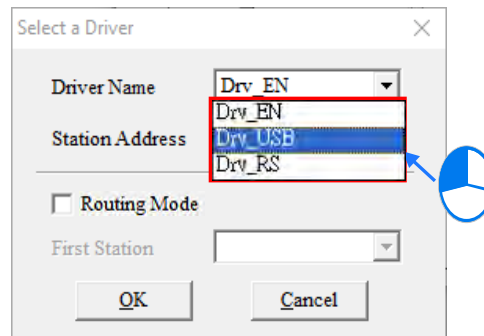 Select a Driver
Driver Name Drv_EN
Drv_EN
Station Address Drv_USB
Drv_RS
Routing Mode
First Station
OK Cancel